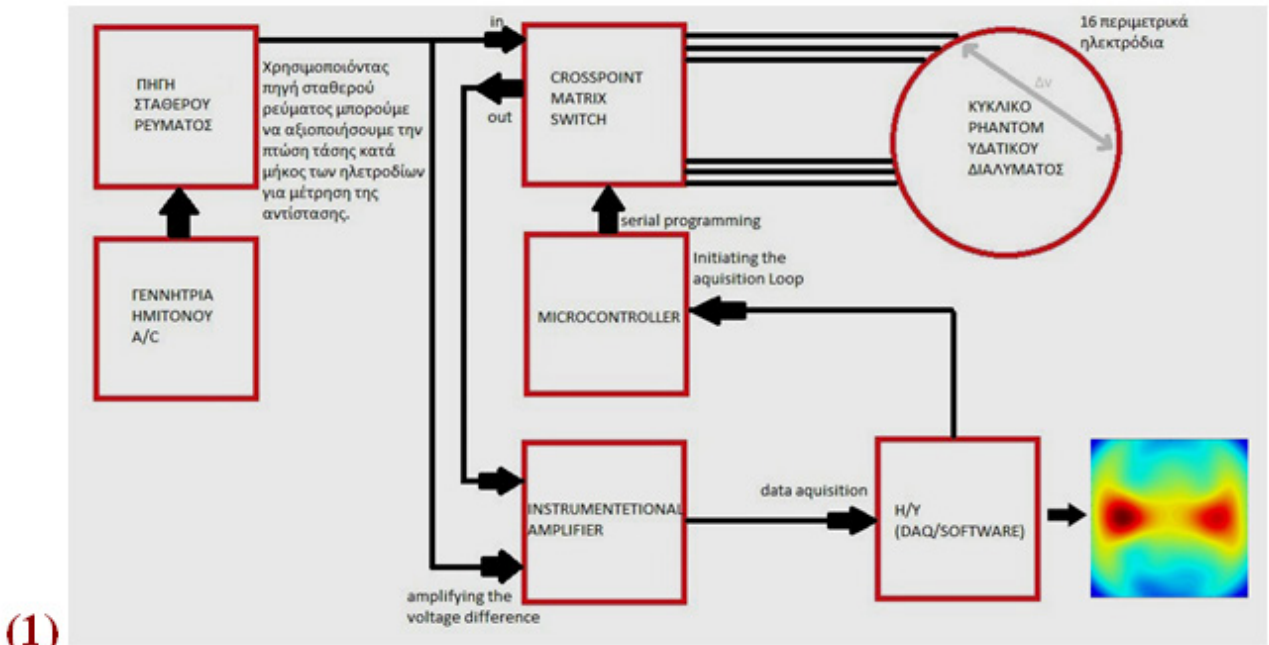 ΠΗΓΗ
ΣΤΑΘΕΡΟΥ
ΡΕΥΜΑΤΟΣ
Χρησιμοποιόντας
πηγή σταθερού
ρεύματος μπορούμε
να αξιοποιήσουμε την
πτώση τάσης κατά
μήκος των ηλετροδίων
για μέτρηση της
αντίστασης.
in
out
CROSSPOINT
MATRIX
SWITCH
16 περιμετρικά
ηλεκτρόδια
Δv
ΚΥΚΛΙΚΟ
PHANTOM
ΥΔΑΤΙΚΟΥ
ΔΙΑΛΥΜΑΤΟΣ
serial programming
ΓΕΝΝΗΤΡΙΑ
ΗΜΙΤΟΝΟΥ
A/C
MICROCONTROLLER
Initiating the
aquisition Loop
INSTRUMENTETIONAL
AMPLIFIER
data aquisition
Η/Υ
(DAQ/SOFTWARE)
amplifying the
voltage difference
(1)